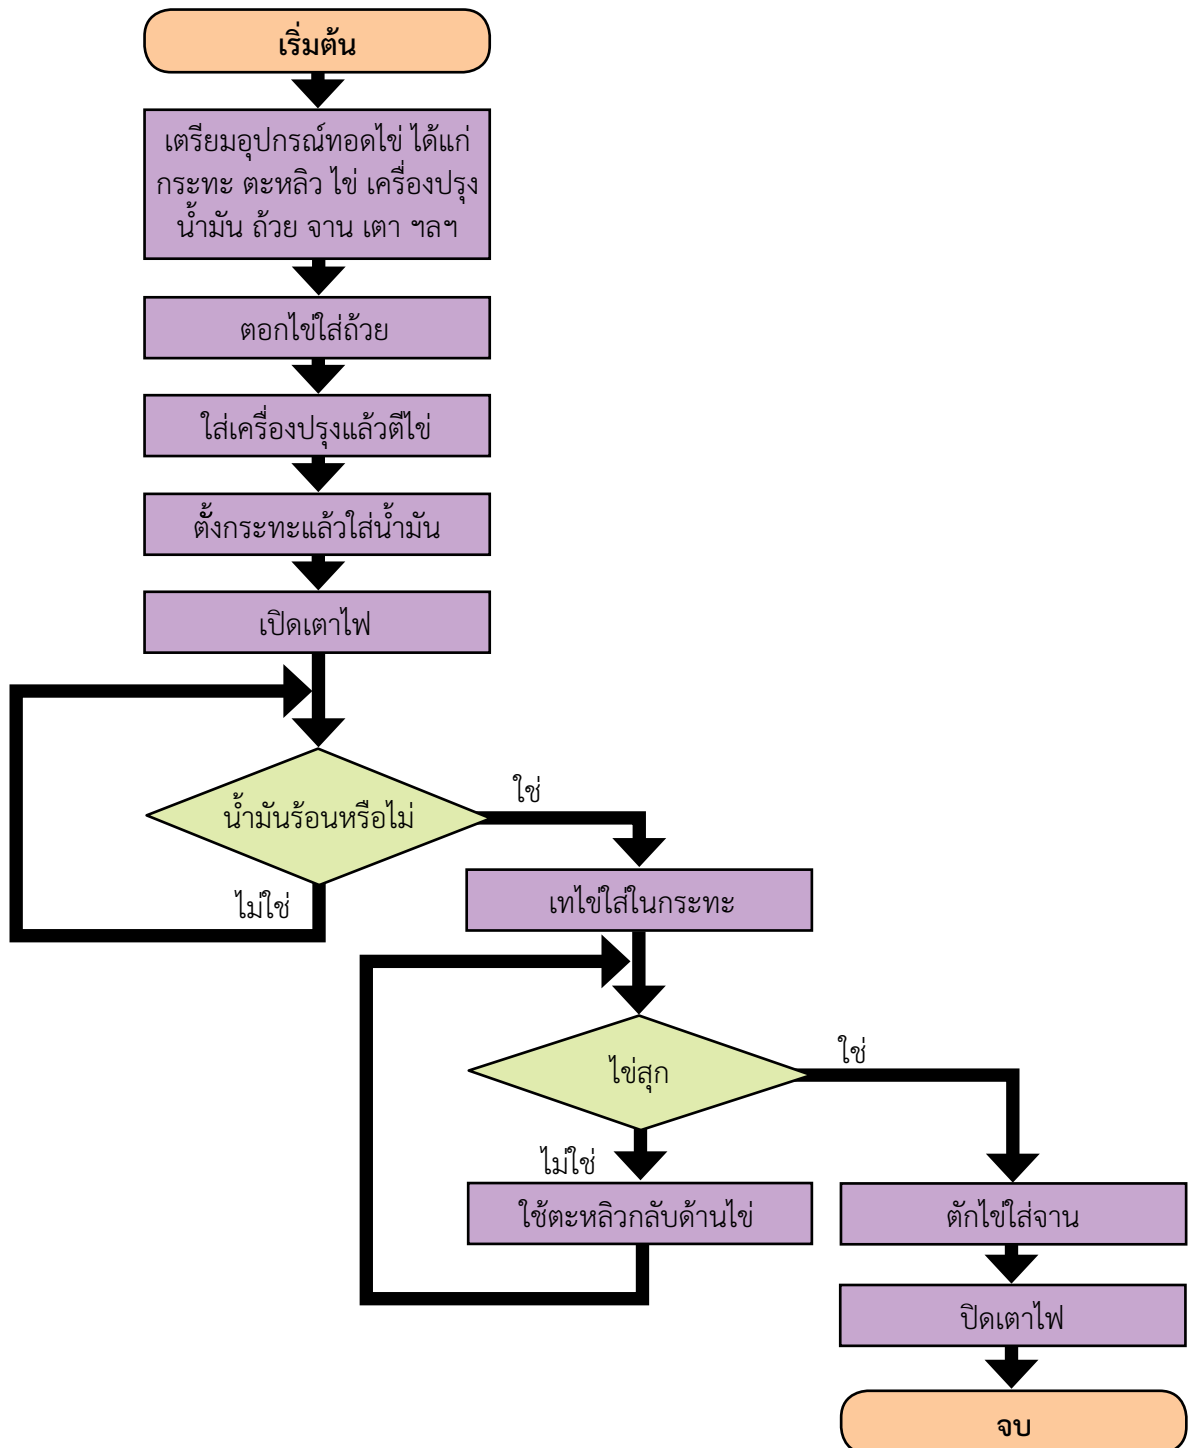 เริ่มต้น
เตรียมอุปกรณ์ทอดไข่ ได้แก่
กระทะ ตะหลิว ไข่ เครื่องปรุง
น้ำมัน ถ้วย จาน เตา ฯลฯ
ตอกไข่ใส่ถ้วย
ใส่เครื่องปรุงแล้วตีไข่
ตั้งกระทะแล้วใส่น้ำมัน
เปิดเตาไฟ
น้ำมันร้อนหรือไม่
ใช่
ไม่ใช่
เทไข่ใส่ในกระทะ
ไข่สุก
ใช่
ไม่ใช่
ใช้ตะหลิวกลับด้านไข่
ตักไข่ใส่จาน
ปิดเตาไฟ
จบ